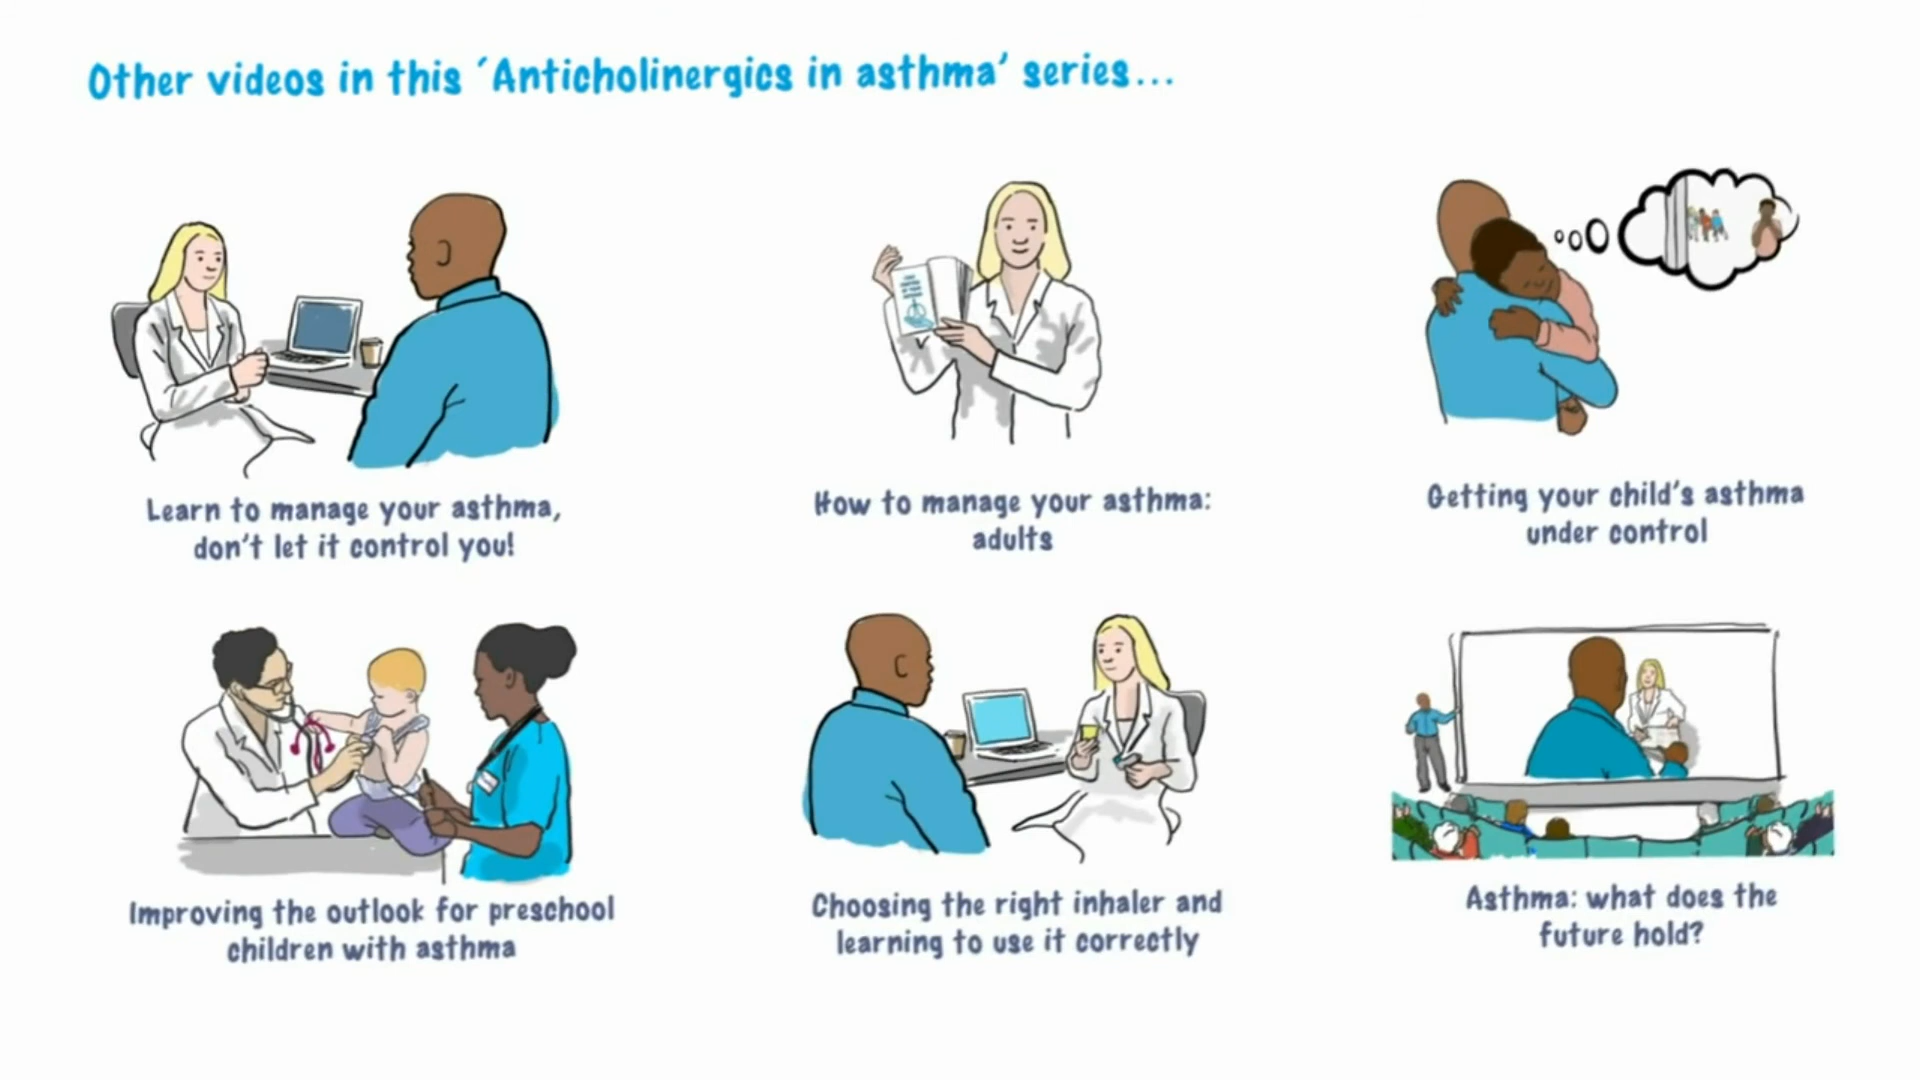 Other videos in this ´Anticholinergics in asthma’ series...
Learn to manage your asthma,
don’t let it control you!
How to manage your asthma:
adults
Getting your child’s asthma
under control
Improving the outlook for preschool
children with asthma
Choosing the right inhaler and
learning to use it correctly
Asthma: what does the
future hold?